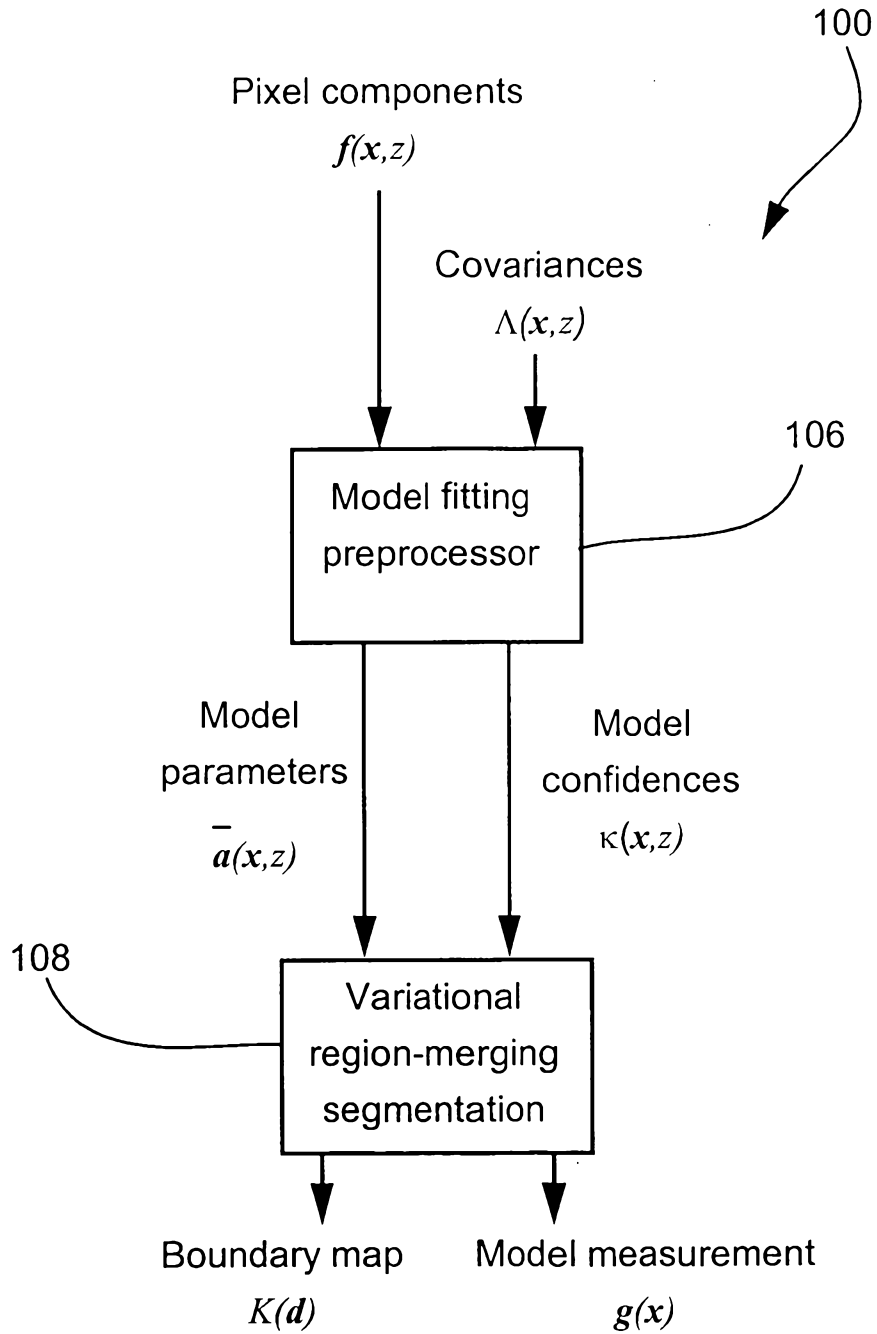 100
Pixel components
f(x,z)
Covariances
Λ(x,z)
106
Model fitting
preprocessor
Model
parameters
a̅(x,z)
Model
confidences
κ(x,z)
108
Variational
region-merging
segmentation
Boundary map
K(d)
Model measurement
g(x)